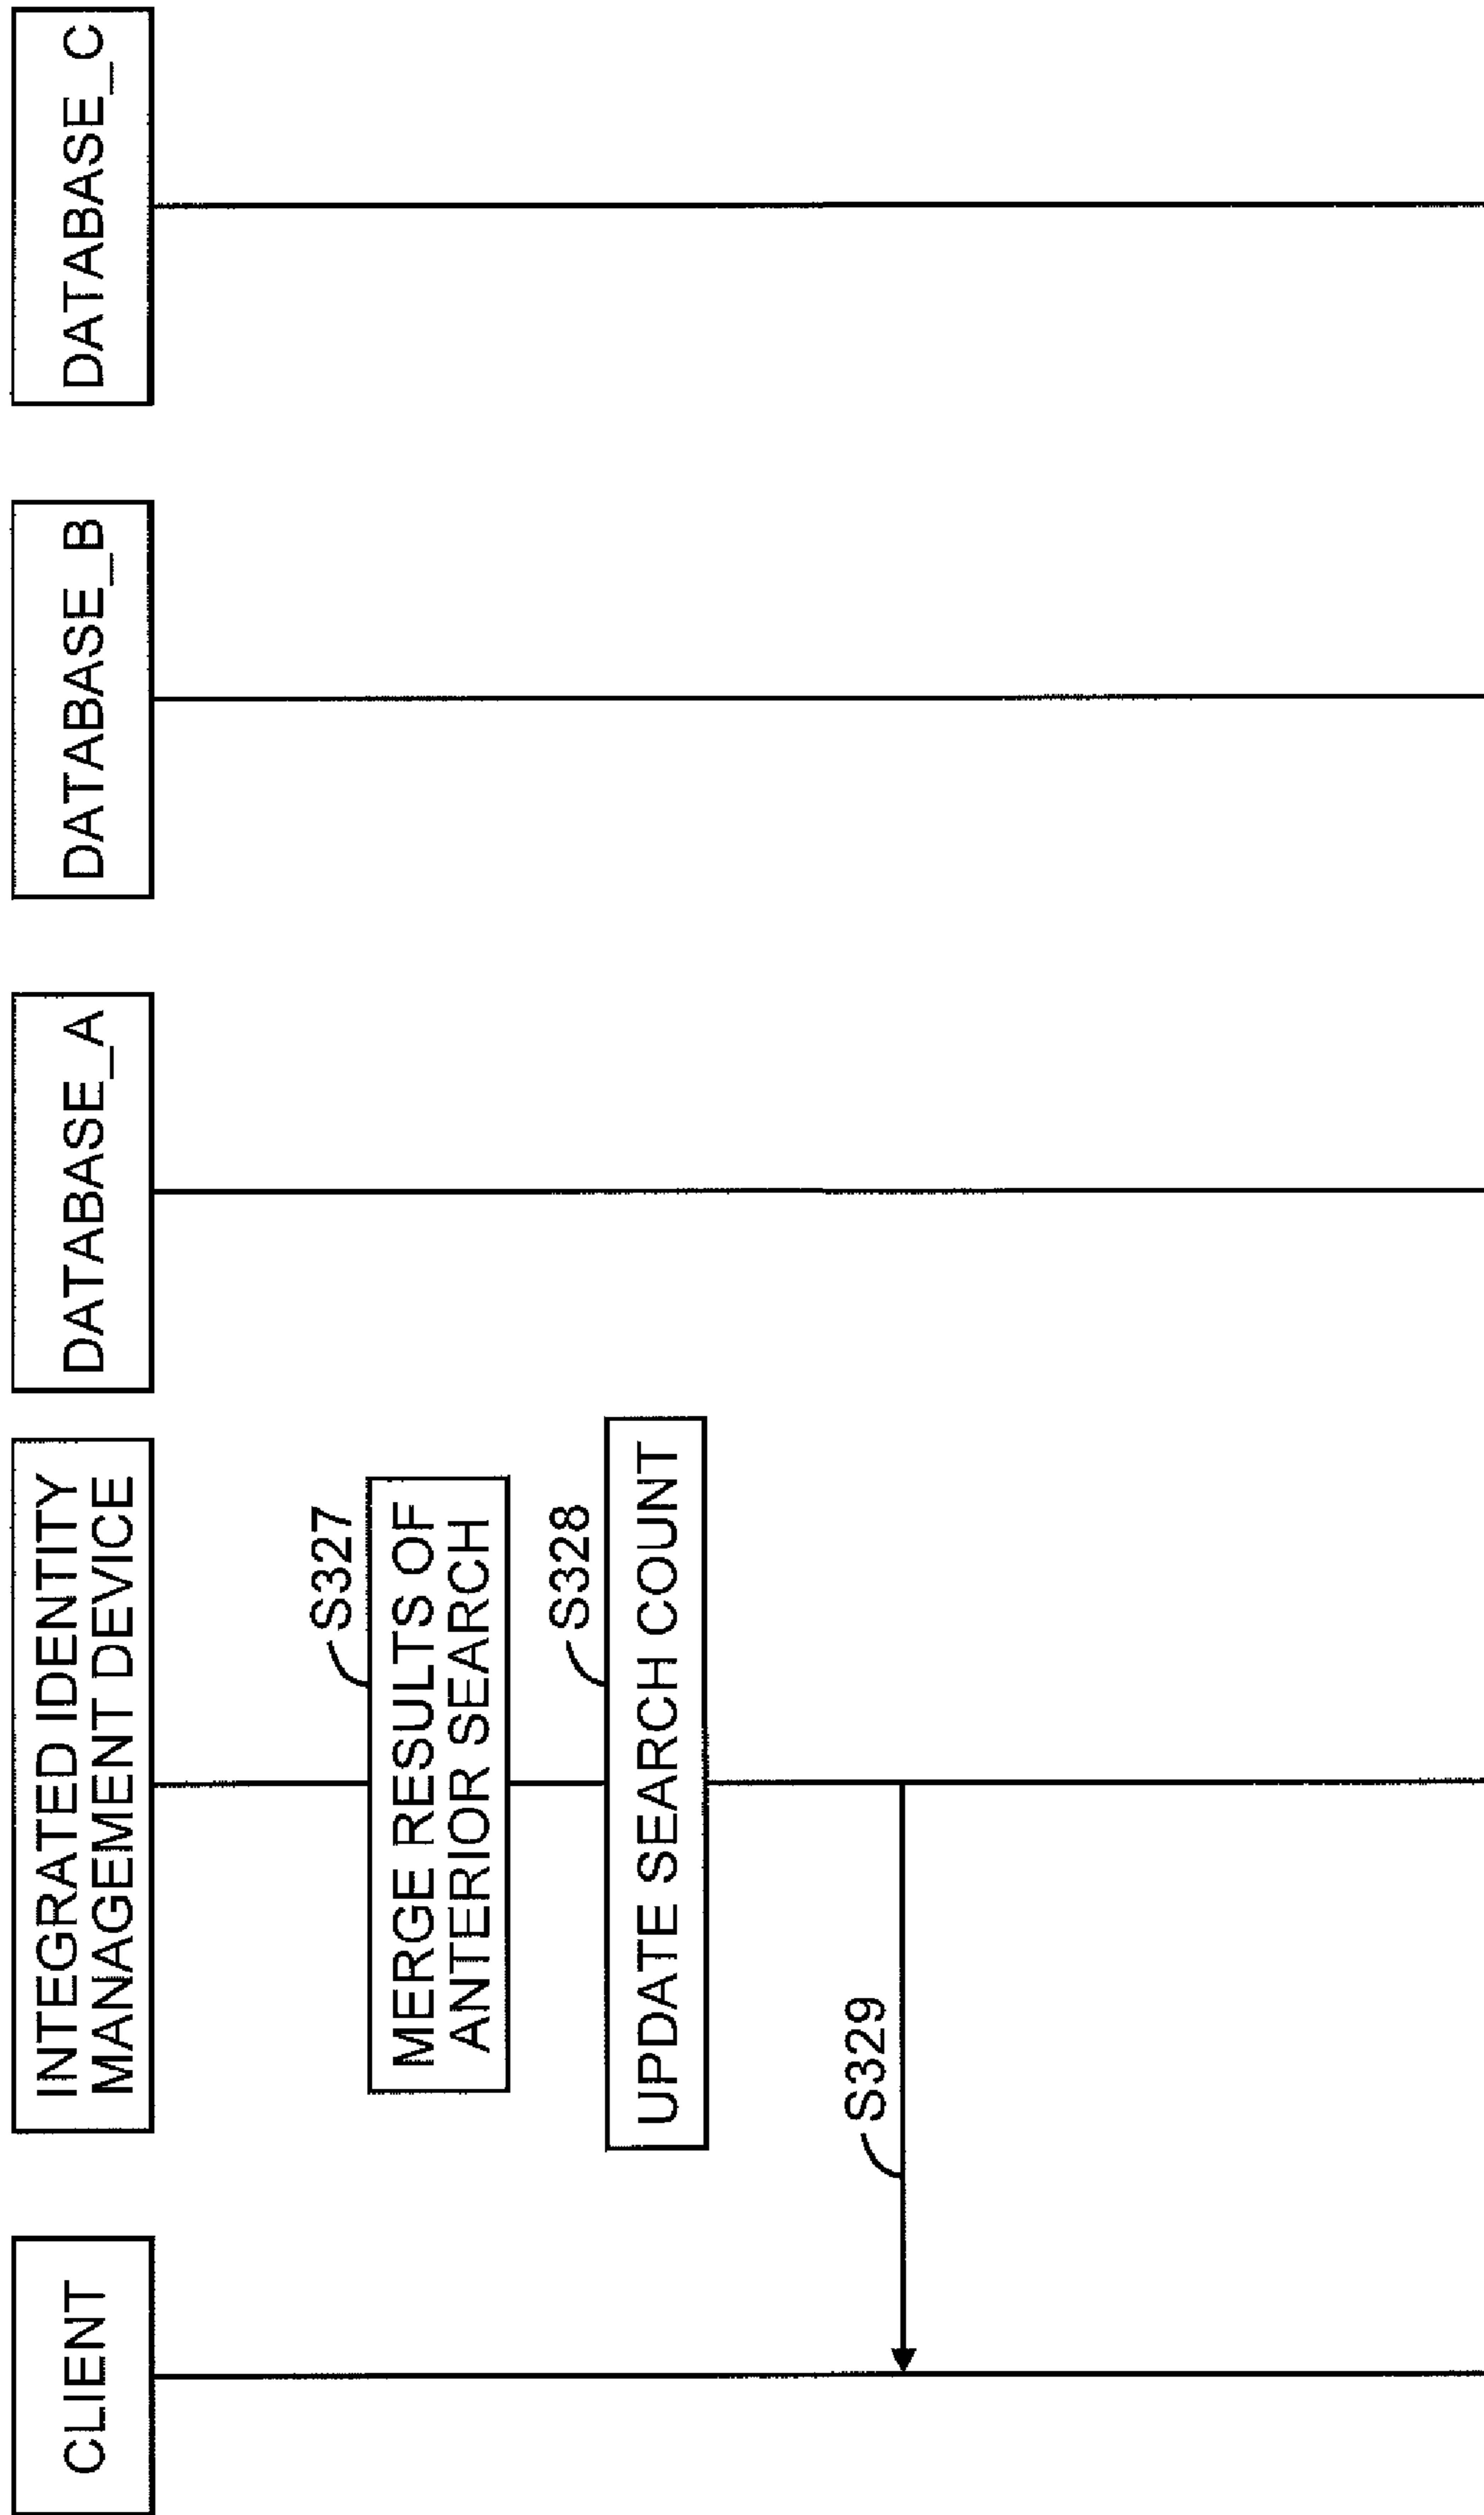 CLIENT
INTEGRATED IDENTITY
MANAGEMENT DEVICE
DATABASE_A
DATABASE_B
DATABASE_C
S327
MERGE RESULTS OF
ANTERIOR SEARCH
S328
UPDATE SEARCH COUNT
S329